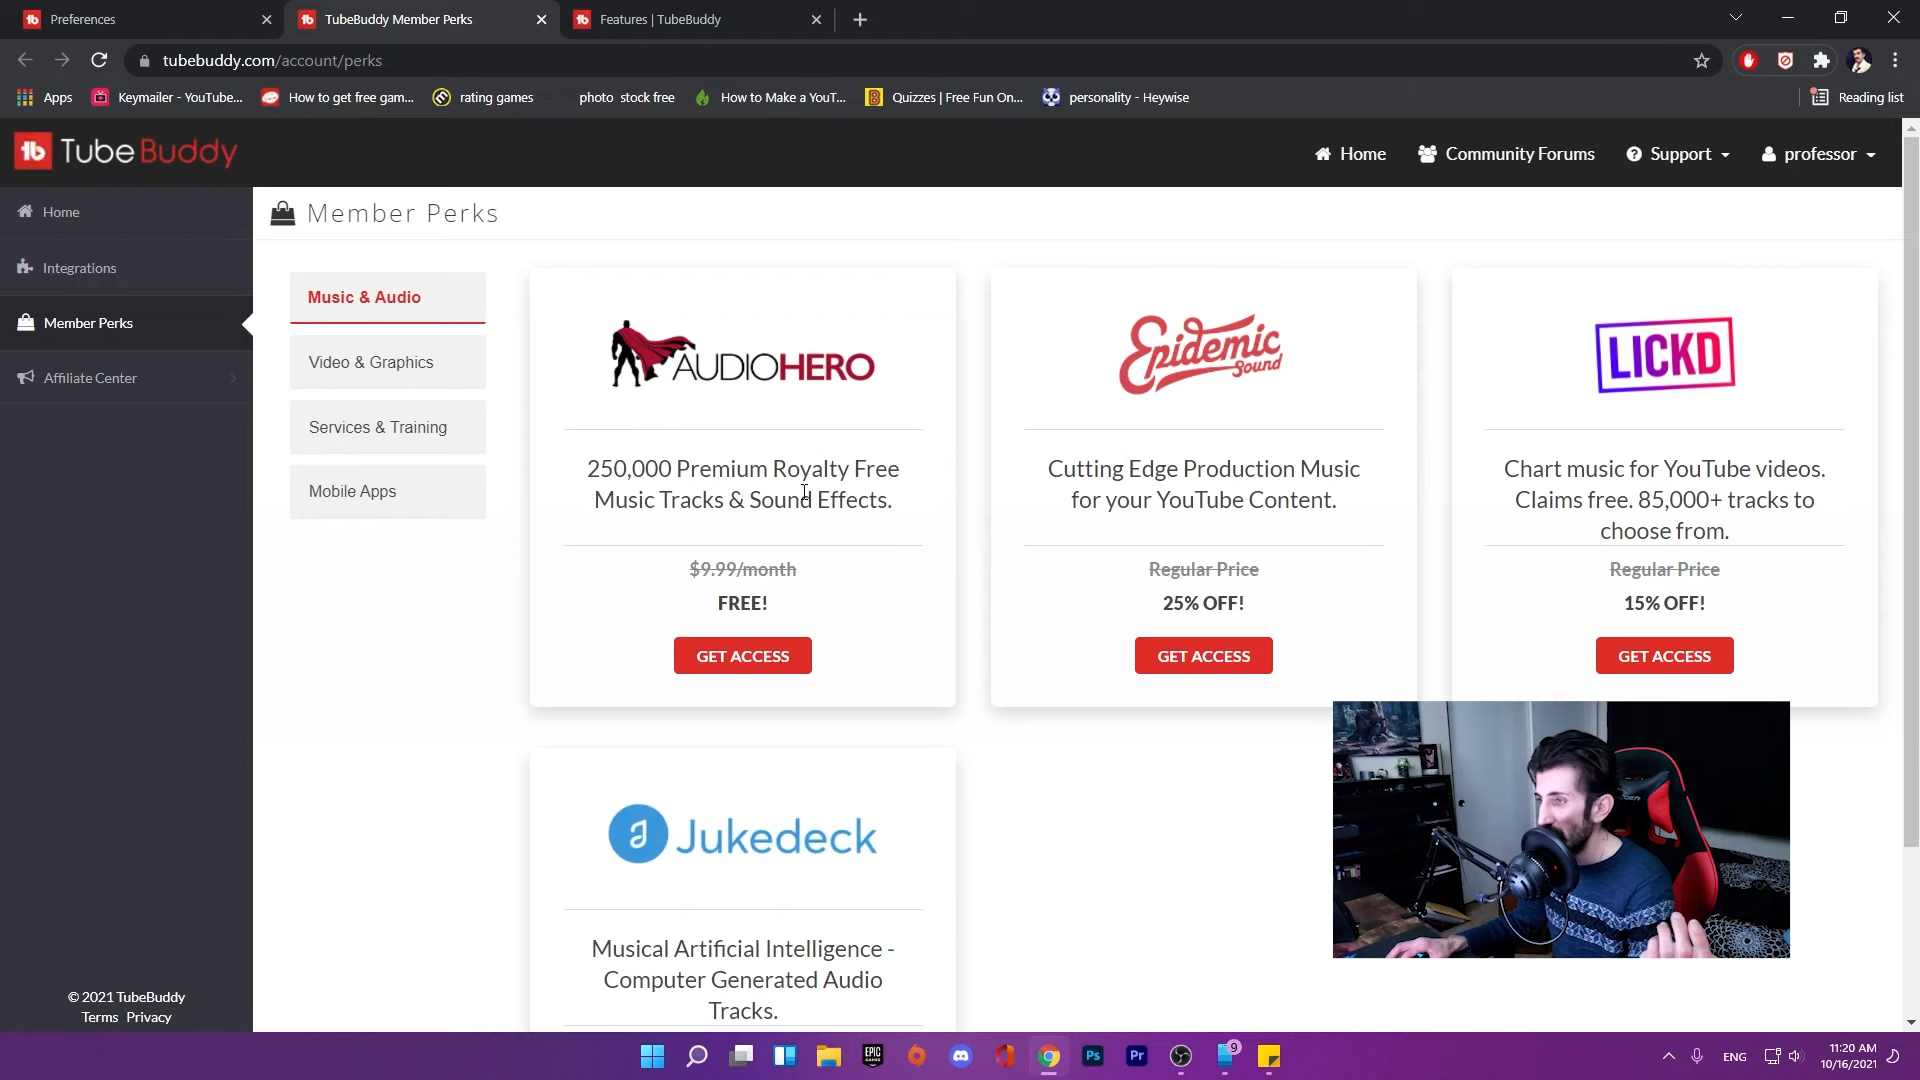 Preferences
TubeBuddy Member Perks
Features | TubeBuddy
tubebuddy.com/account/perks
Apps
Keymailer - YouTube...
How to get free gam...
rating games
photo stock free
How to Make a YouT...
Quizzes | Free Fun On...
personality - Heywise
Reading list
TubeBuddy
Home
Community Forums
Support
professor
Home
Integrations
Member Perks
Affiliate Center
© 2021 TubeBuddy
Terms Privacy
Member Perks
Music & Audio
Video & Graphics
Services & Training
Mobile Apps
AUDIOHERO
250,000 Premium Royalty Free
Music Tracks & Sound Effects.
$9.99/month
FREE!
GET ACCESS
Epidemic
Sound
Cutting Edge Production Music
for your YouTube Content.
Regular Price
25% OFF!
GET ACCESS
LICKD
Chart music for YouTube videos.
Claims free. 85,000+ tracks to
choose from.
Regular Price
15% OFF!
GET ACCESS
Jukedeck
Musical Artificial Intelligence -
Computer Generated Audio
Tracks.
EPIC
GAMES
Ps
Pr
9
ENG
11:20 AM
10/16/2021